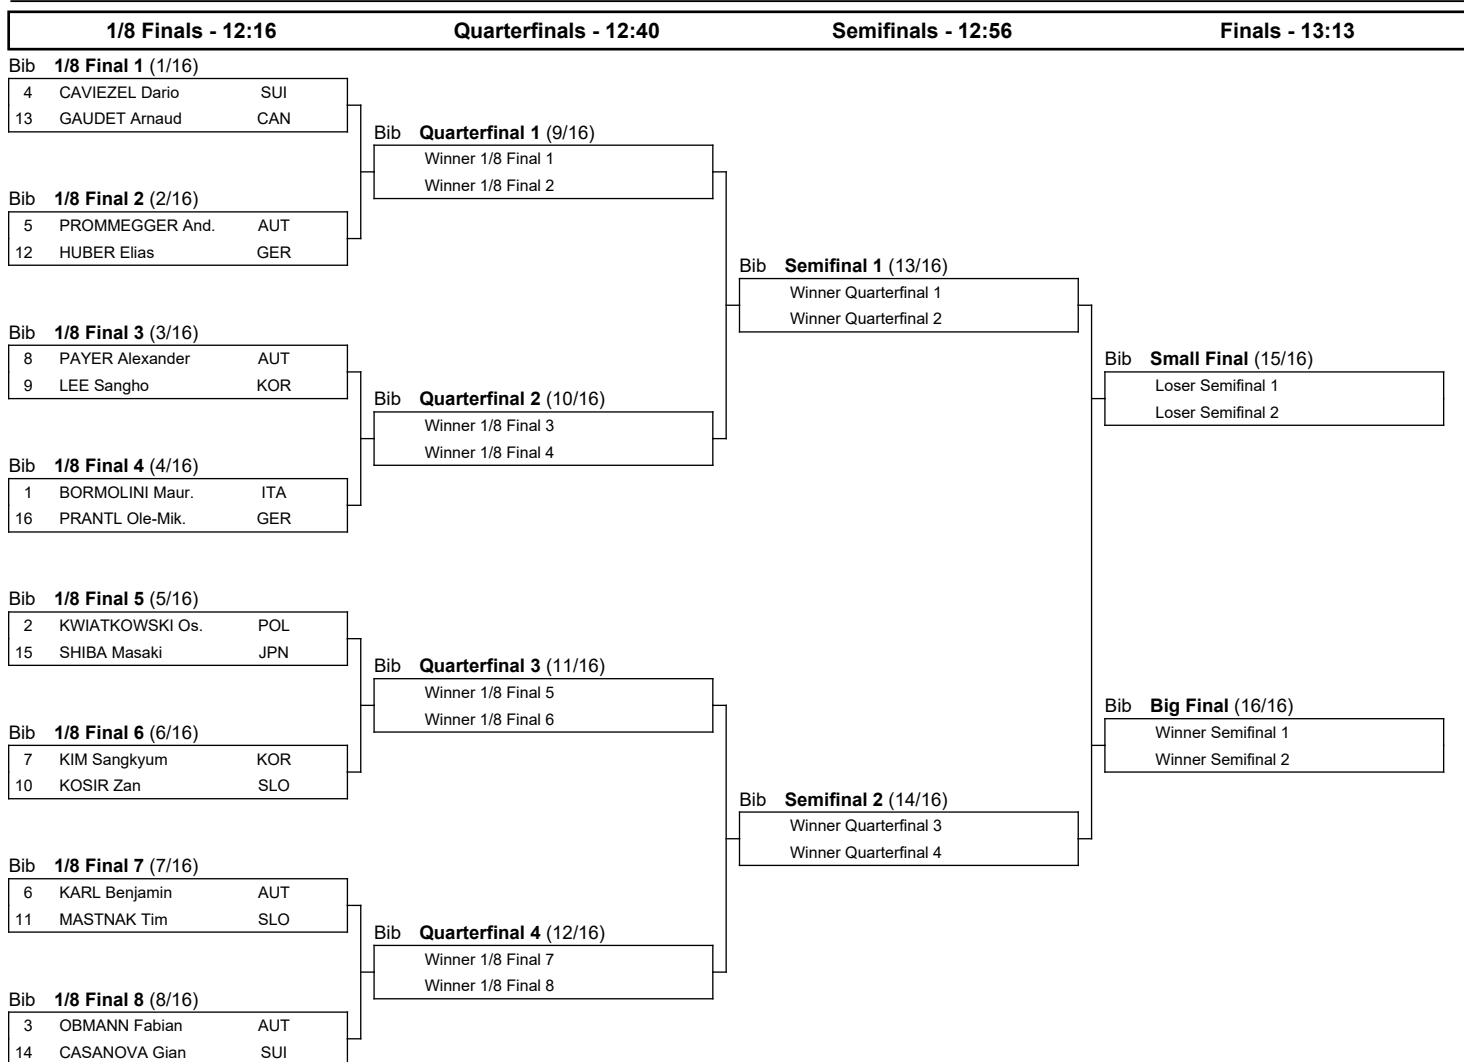 1/8 Finals - 12:16 Quarterfinals - 12:40 Semifinals - 12:56 Finals - 13:13
Bib 1/8 Final 1 (1/16)
4 CAVIEZEL Dario SUI
13 GAUDET Arnaud CAN
Bib 1/8 Final 2 (2/16)
5 PROMMEGGER And. AUT
12 HUBER Elias GER
Bib 1/8 Final 3 (3/16)
8 PAYER Alexander AUT
9 LEE Sangho KOR
Bib 1/8 Final 4 (4/16)
1 BORMOLINI Maur. ITA
16 PRANTL Ole-Mik. GER
Bib 1/8 Final 5 (5/16)
2 KWIATKOWSKI Os. POL
15 SHIBA Masaki JPN
Bib 1/8 Final 6 (6/16)
7 KIM Sangkyum KOR
10 KOSIR Zan SLO
Bib 1/8 Final 7 (7/16)
6 KARL Benjamin AUT
11 MASTNAK Tim SLO
Bib 1/8 Final 8 (8/16)
3 OBMANN Fabian AUT
14 CASANOVA Gian SUI
Bib Quarterfinal 1 (9/16)
Winner 1/8 Final 1
Winner 1/8 Final 2
Bib Quarterfinal 2 (10/16)
Winner 1/8 Final 3
Winner 1/8 Final 4
Bib Quarterfinal 3 (11/16)
Winner 1/8 Final 5
Winner 1/8 Final 6
Bib Quarterfinal 4 (12/16)
Winner 1/8 Final 7
Winner 1/8 Final 8
Bib Semifinal 1 (13/16)
Winner Quarterfinal 1
Winner Quarterfinal 2
Bib Semifinal 2 (14/16)
Winner Quarterfinal 3
Winner Quarterfinal 4
Bib Small Final (15/16)
Loser Semifinal 1
Loser Semifinal 2
Bib Big Final (16/16)
Winner Semifinal 1
Winner Semifinal 2